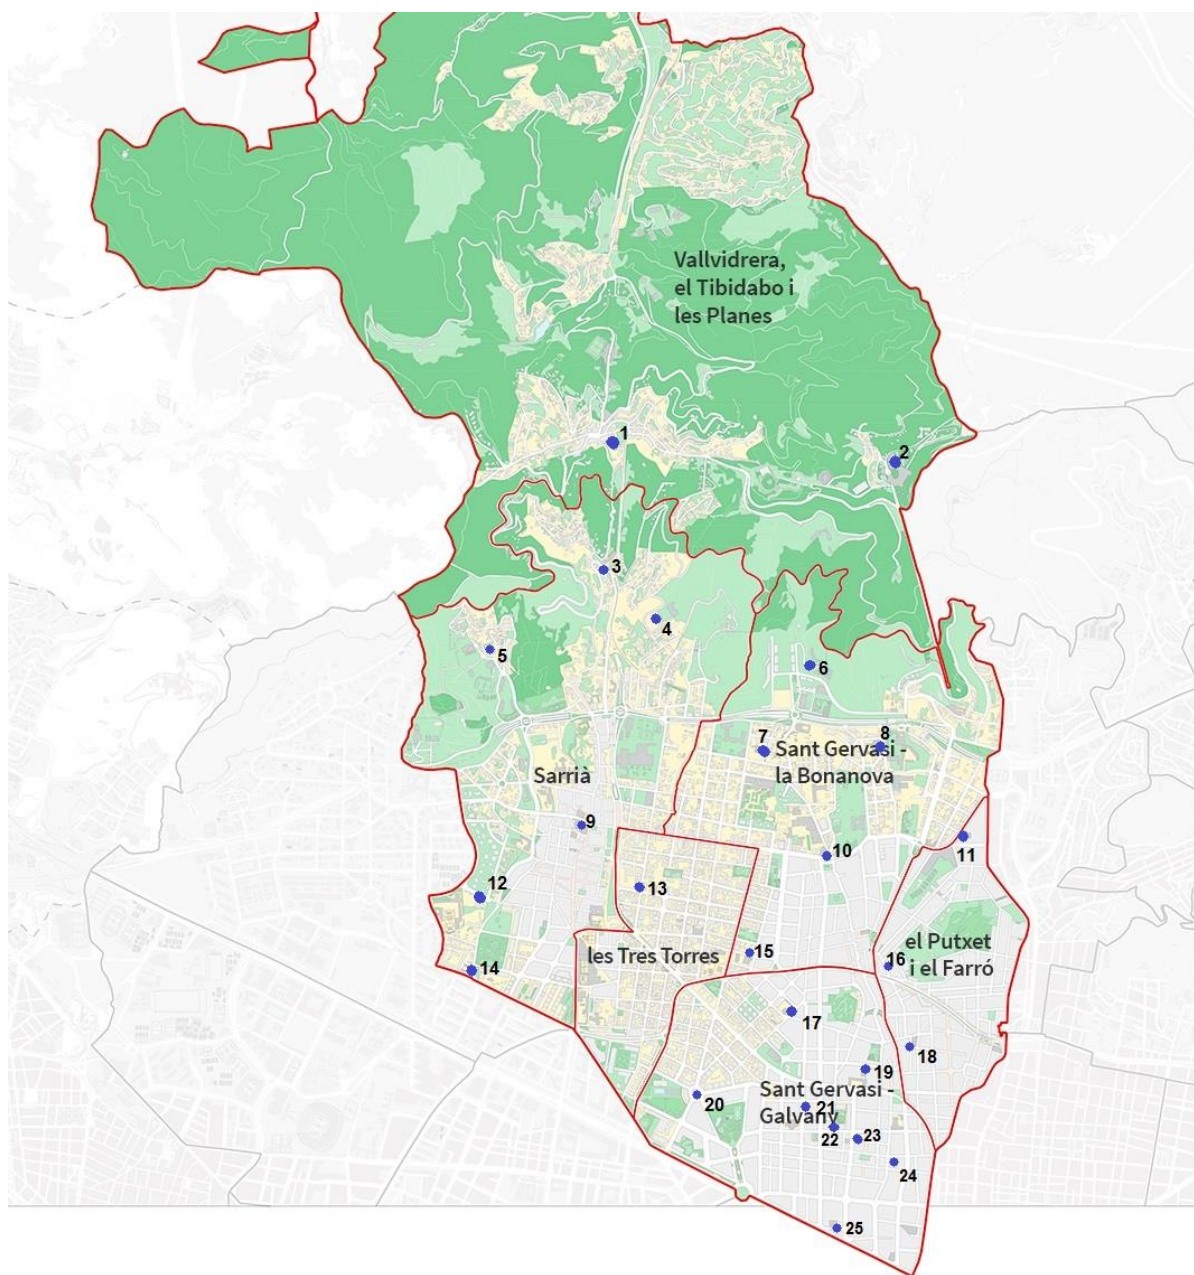 Vallvidrera,
el Tibidabo i
les Planes
1
2
3
4
5
6
7
8
Sant Gervasi -
la Bonanova
Sarrià
9
10
11
12
13
el Putxet
i el Farró
les Tres Torres
15
16
14
17
18
19
Sant Gervasi -
Galvany
20
21
22
23
24
25